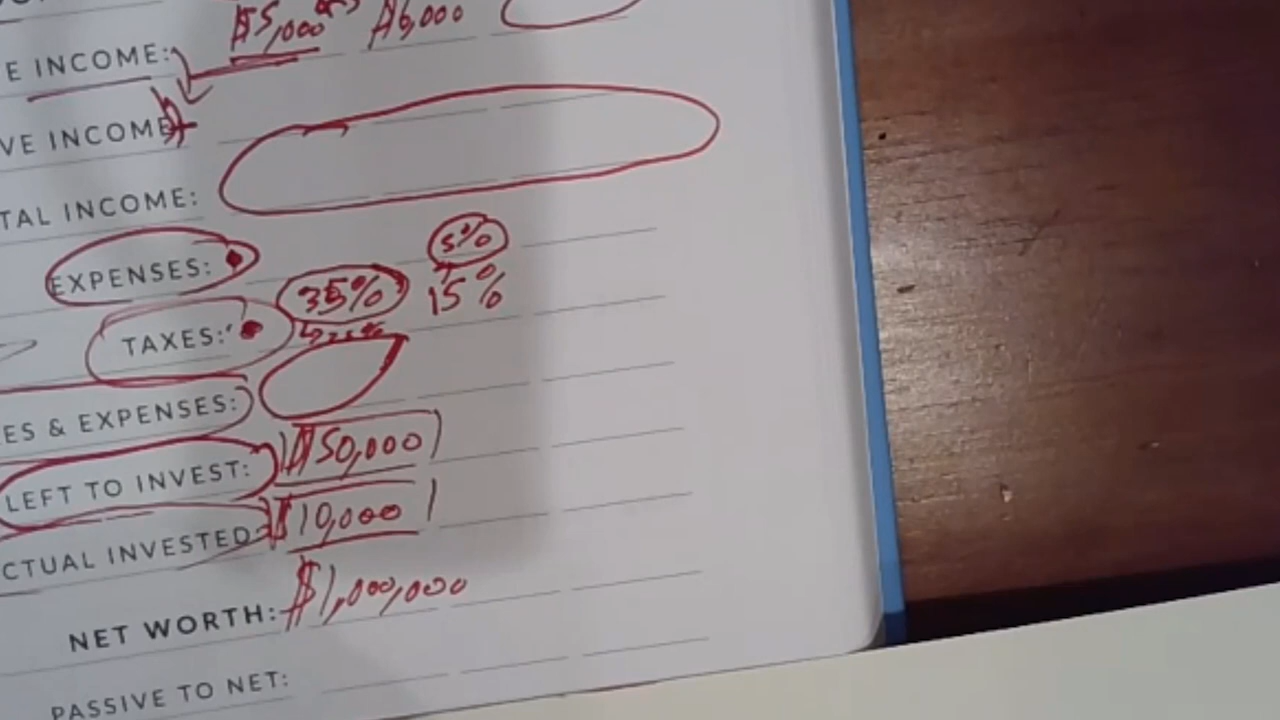 $5,000 $6,000
E INCOME:
VE INCOME
TAL INCOME:
5%
EXPENSES:
35% 15%
TAXES:
ES & EXPENSES:
$50,000
LEFT TO INVEST:
$10,000
CTUAL INVESTED:
$1,000,000
NET WORTH:
PASSIVE TO NET: